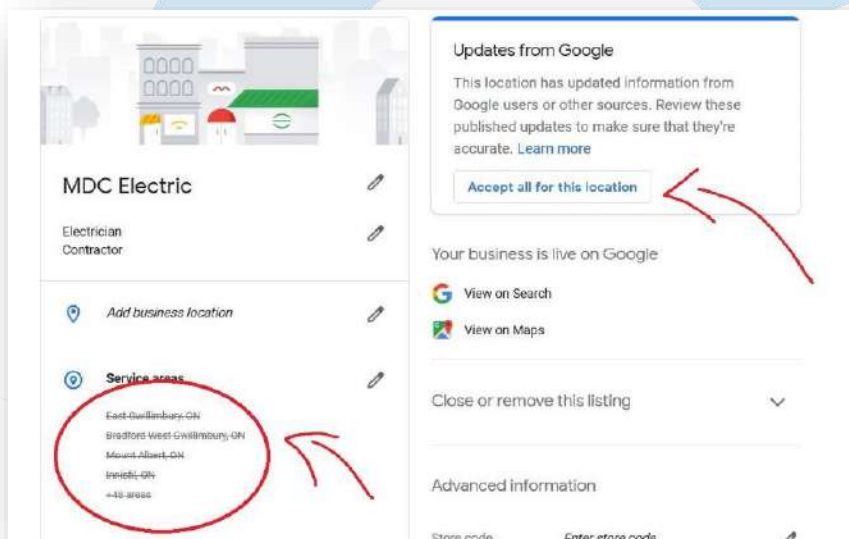 MDC Electric
Electrician
Contractor
Add business location
Service areas
East Gwillimbury, ON
Bradford West Gwillimbury, ON
Mount Albert, ON
Innisfil, ON
+48 areas
Updates from Google
This location has updated information from
Google users or other sources. Review these
published updates to make sure that they're
accurate. Learn more
Accept all for this location
Your business is live on Google
View on Search
View on Maps
Close or remove this listing
Advanced information
Store code Enter store code